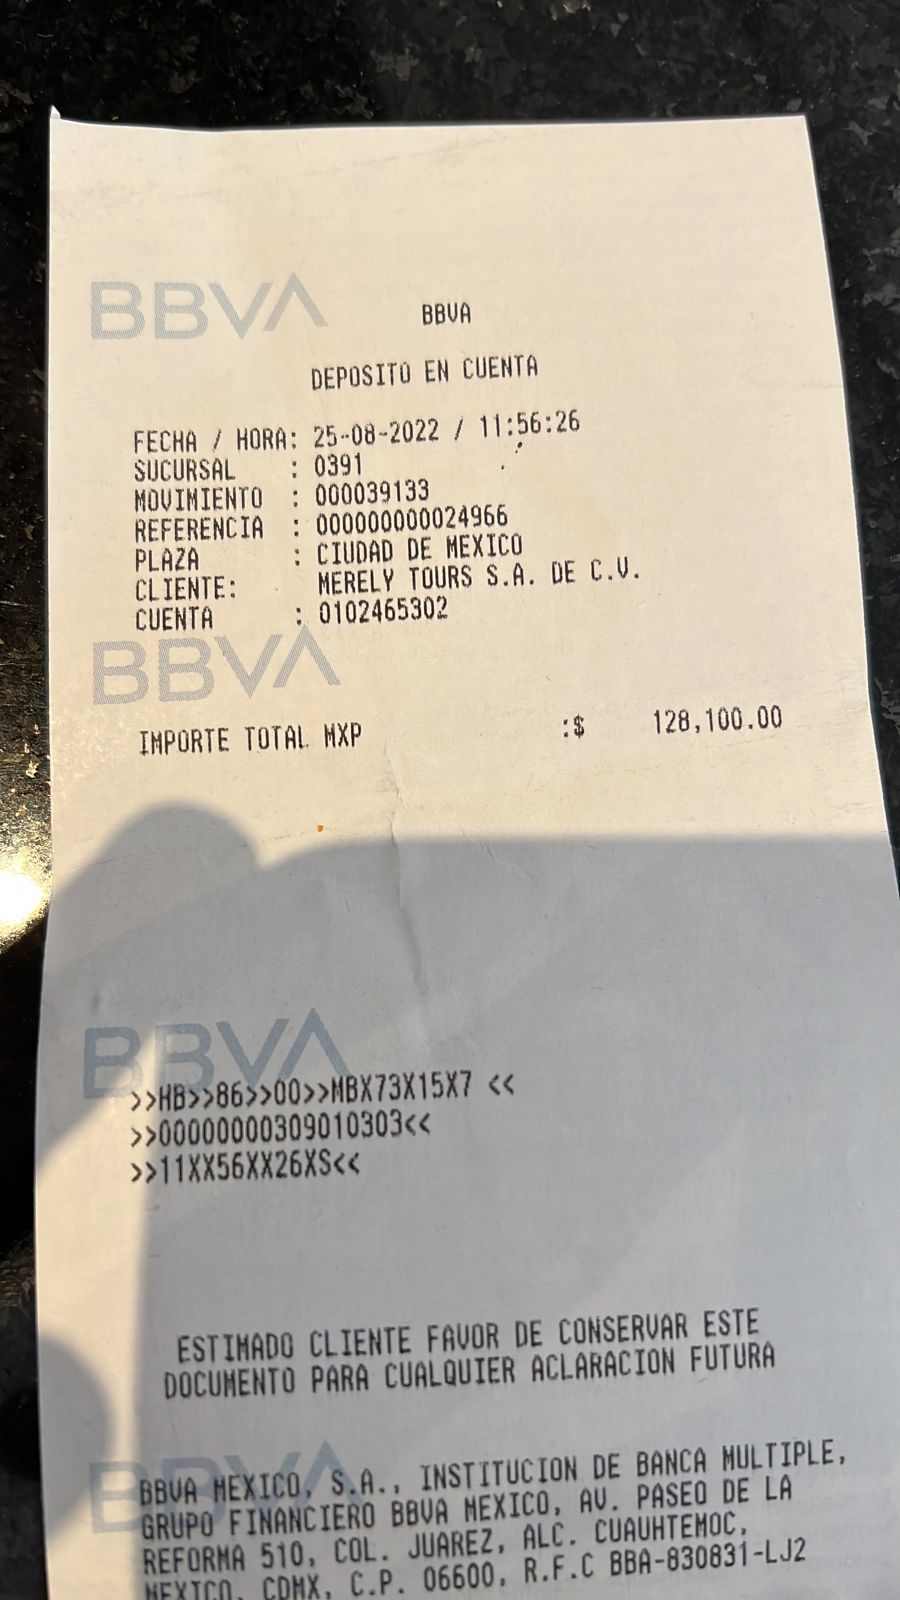 BBVA
BBVA
DEPOSITO EN CUENTA
FECHA / HORA: 25-08-2022 / 11:56:26
SUCURSAL : 0391
MOVIMIENTO : 000039133
REFERENCIA : 000000000024966
PLAZA : CIUDAD DE MEXICO
CLIENTE: MERELY TOURS S.A. DE C.V.
CUENTA : 0102465302
BBVA
IMPORTE TOTAL MXP :$ 128,100.00
BBVA
>>HB>>86>>00>>MBX73X15X7 <<
>>00000000309010303<<
>>11XX56XX26XS<<
ESTIMADO CLIENTE FAVOR DE CONSERVAR ESTE
DOCUMENTO PARA CUALQUIER ACLARACION FUTURA
BBVA
BBVA MEXICO, S.A., INSTITUCION DE BANCA MULTIPLE,
GRUPO FINANCIERO BBVA MEXICO, AV. PASEO DE LA
REFORMA 510, COL. JUAREZ, ALC. CUAUHTEMOC,
MEXICO, CDMX, C.P. 06600, R.F.C BBA-830831-LJ2